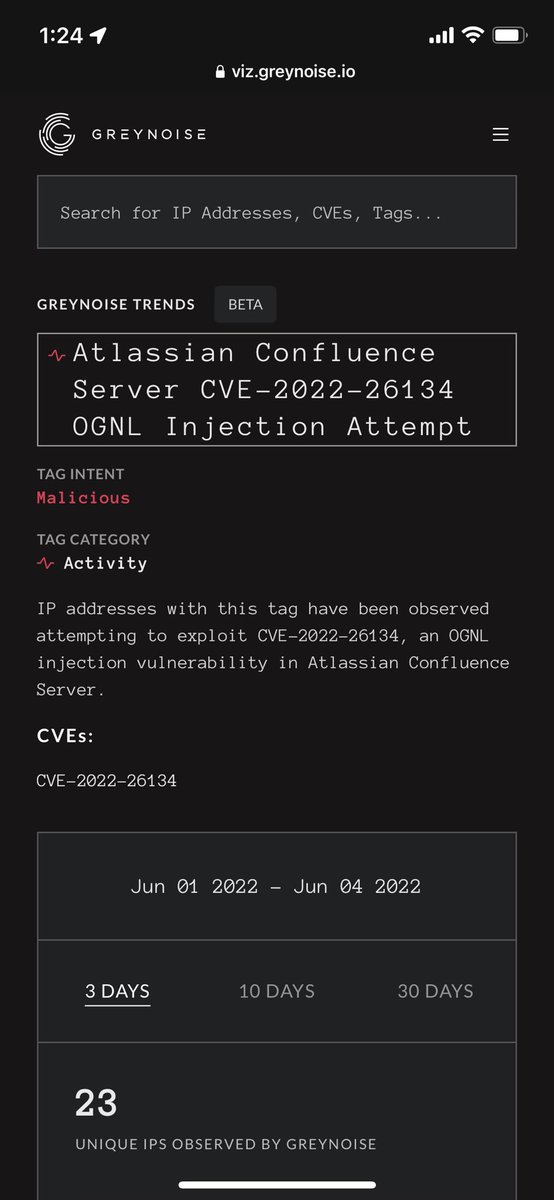 1:24
viz.greynoise.io
GREYNOISE
Search for IP Addresses, CVEs, Tags...
GREYNOISE TRENDS BETA
Atlassian Confluence
Server CVE-2022-26134
OGNL Injection Attempt
TAG INTENT
Malicious
TAG CATEGORY
Activity
IP addresses with this tag have been observed
attempting to exploit CVE-2022-26134, an OGNL
injection vulnerability in Atlassian Confluence
Server.
CVEs:
CVE-2022-26134
Jun 01 2022 - Jun 04 2022
3 DAYS 10 DAYS 30 DAYS
23
UNIQUE IPS OBSERVED BY GREYNOISE